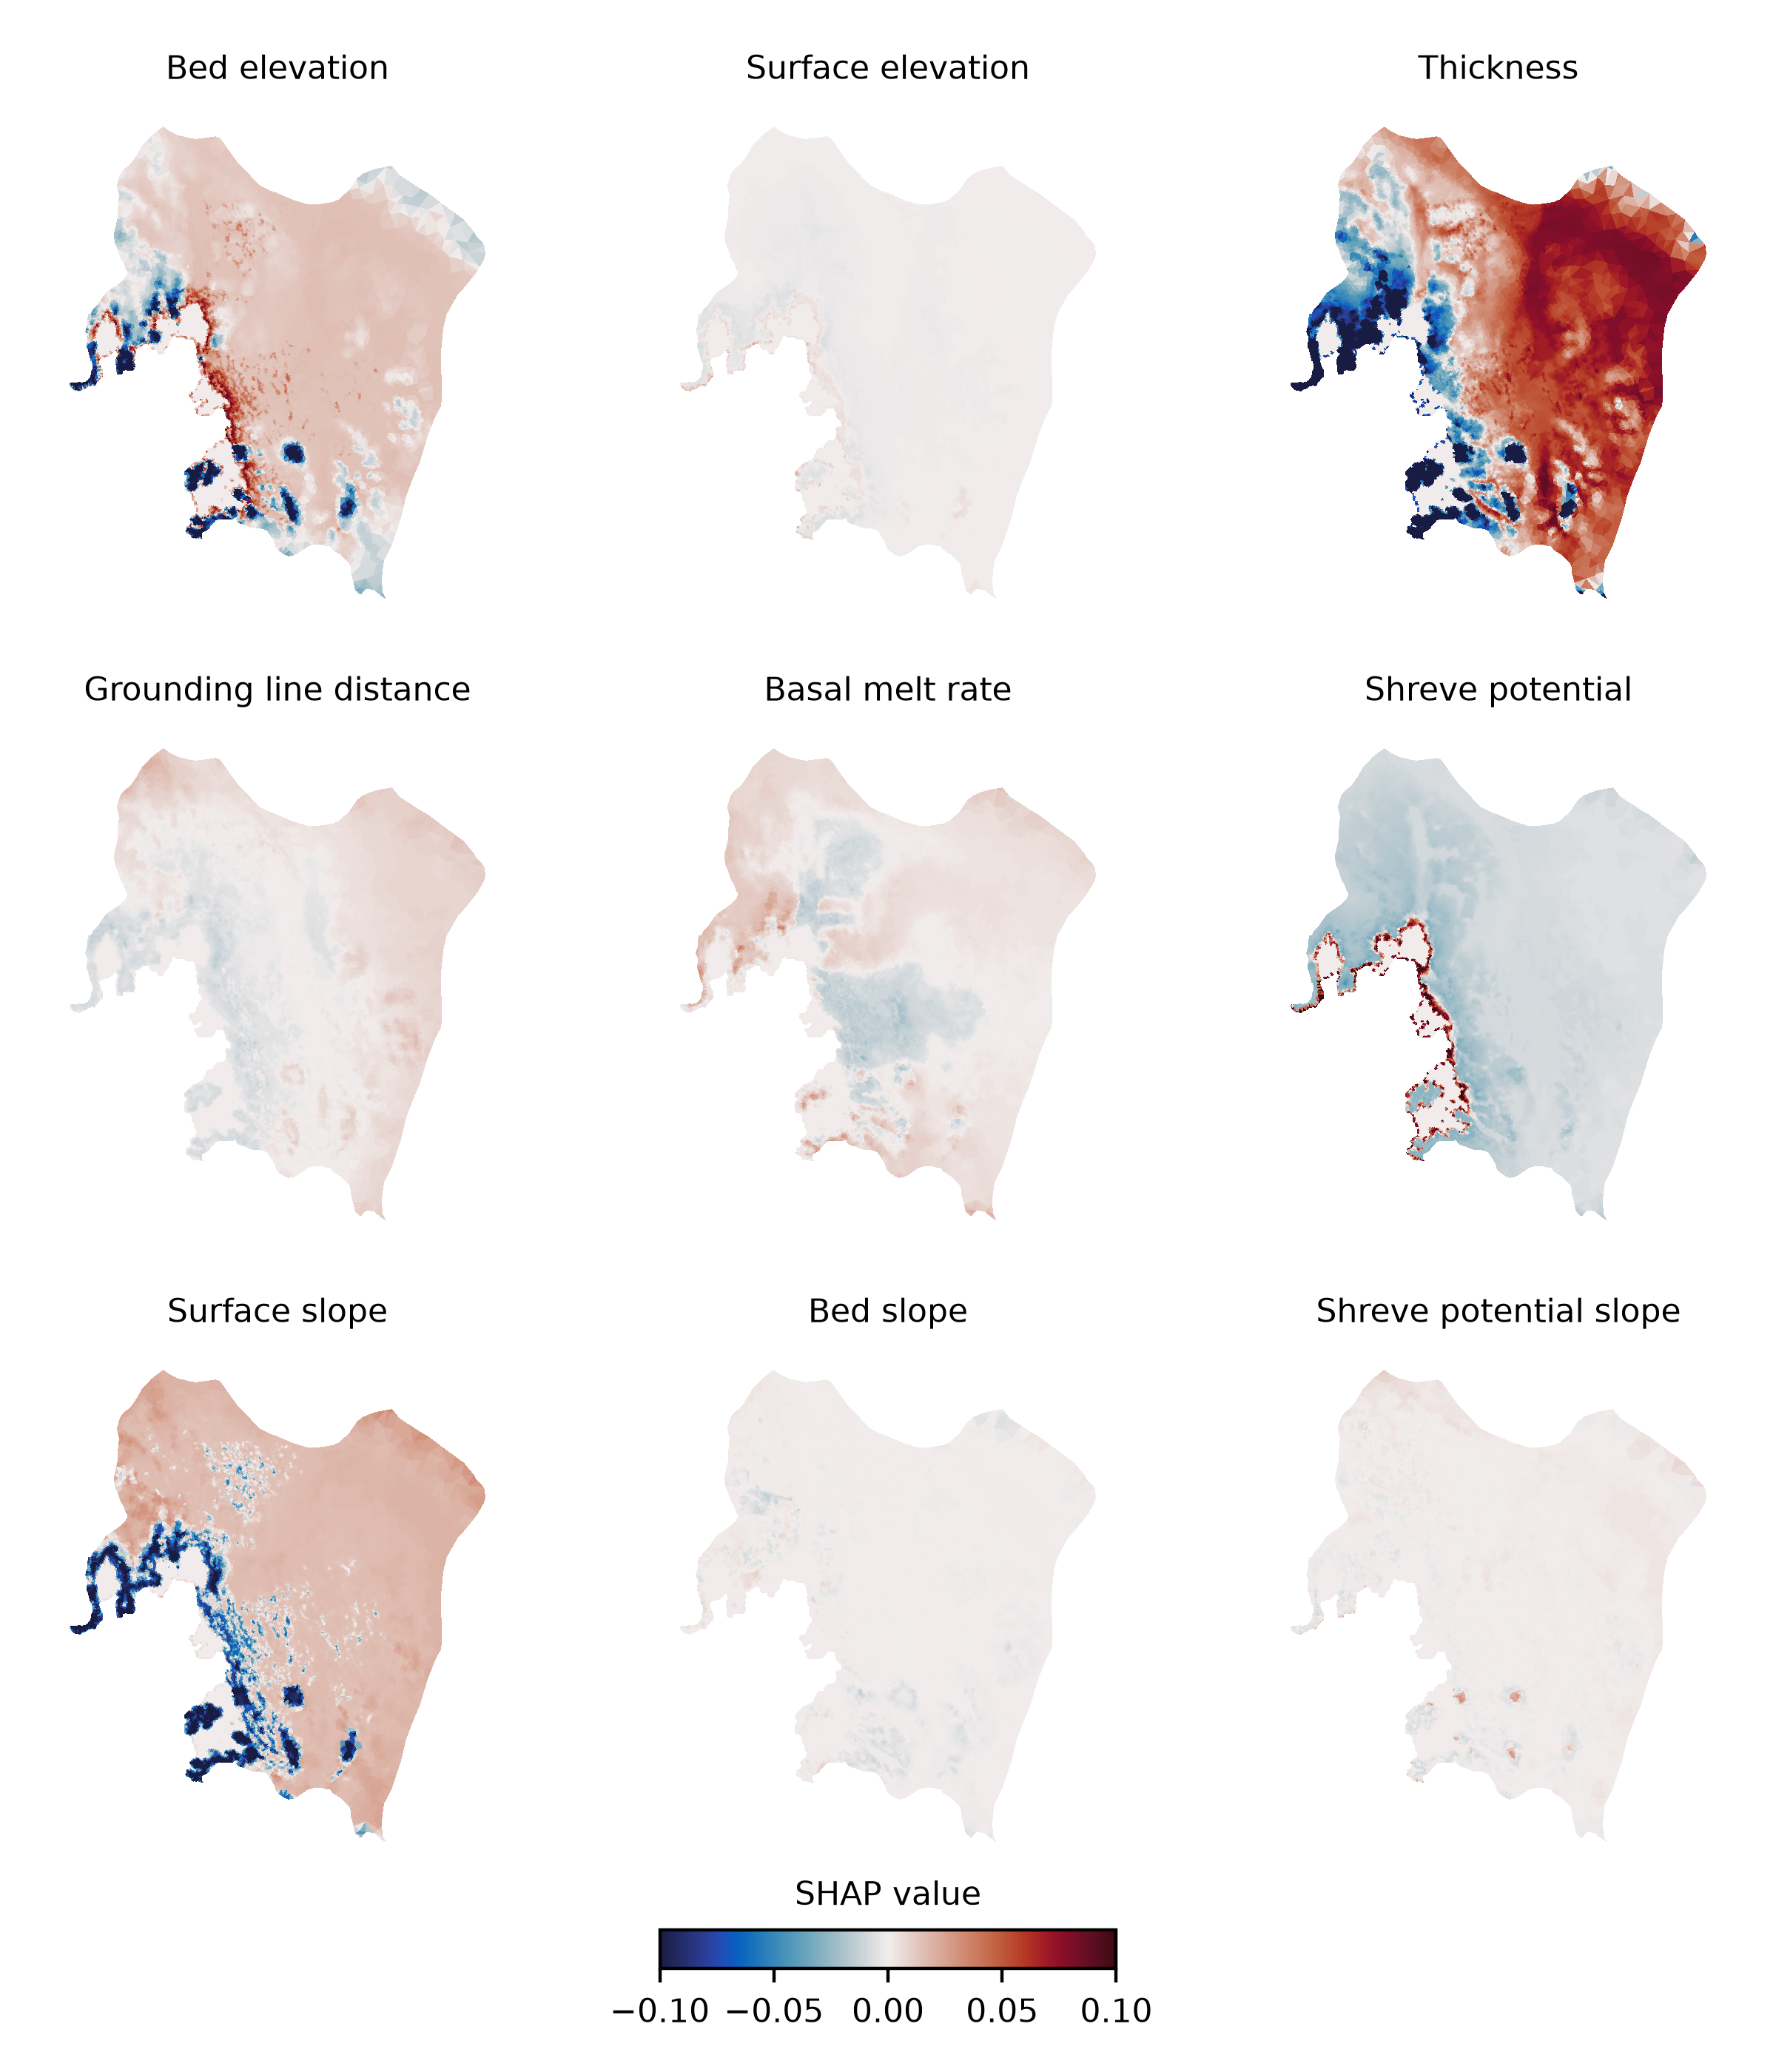 Bed elevation
Surface elevation
Thickness
Grounding line distance
Basal melt rate
Shreve potential
Surface slope
Bed slope
Shreve potential slope
SHAP value
−0.10 −0.05 0.00 0.05 0.10